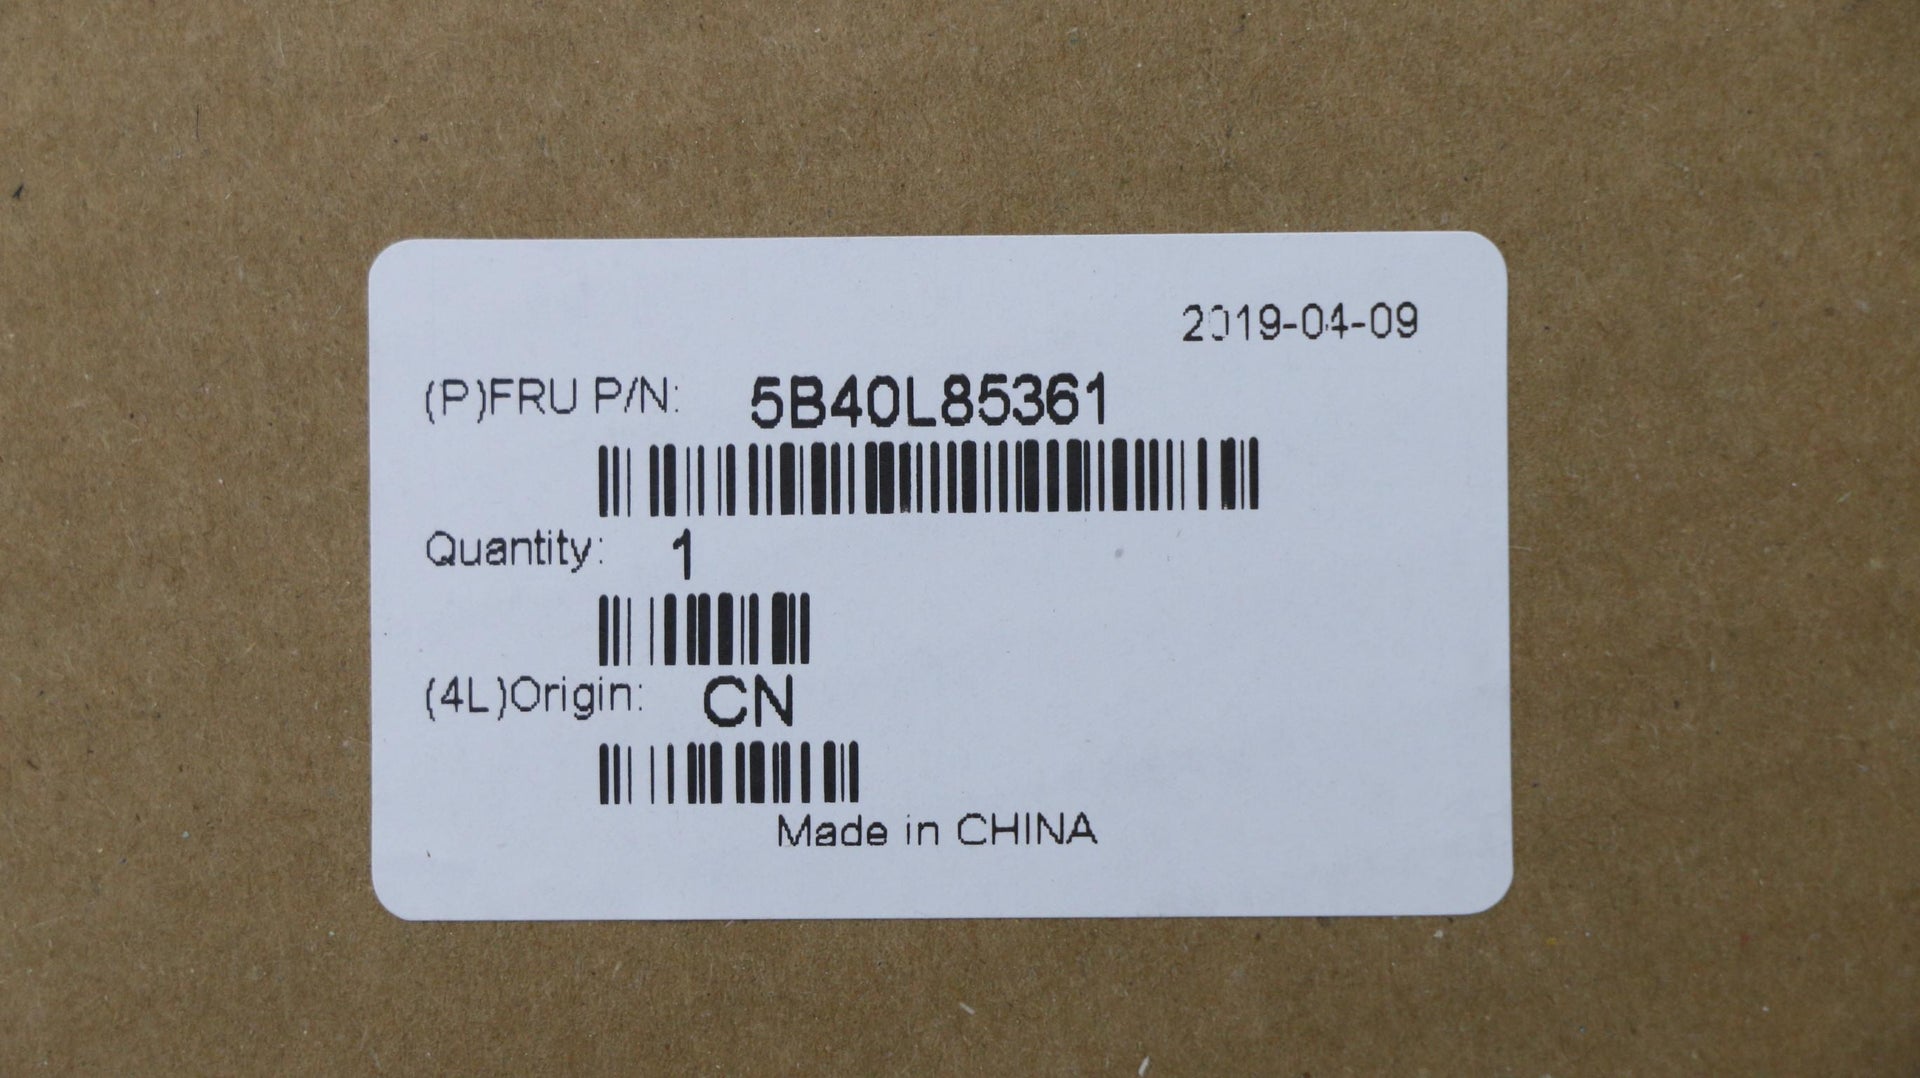 2019-04-09
(P)FRU P/N: 5B40L85361
Quantity: 1
(4L)Origin: CN
Made in CHINA